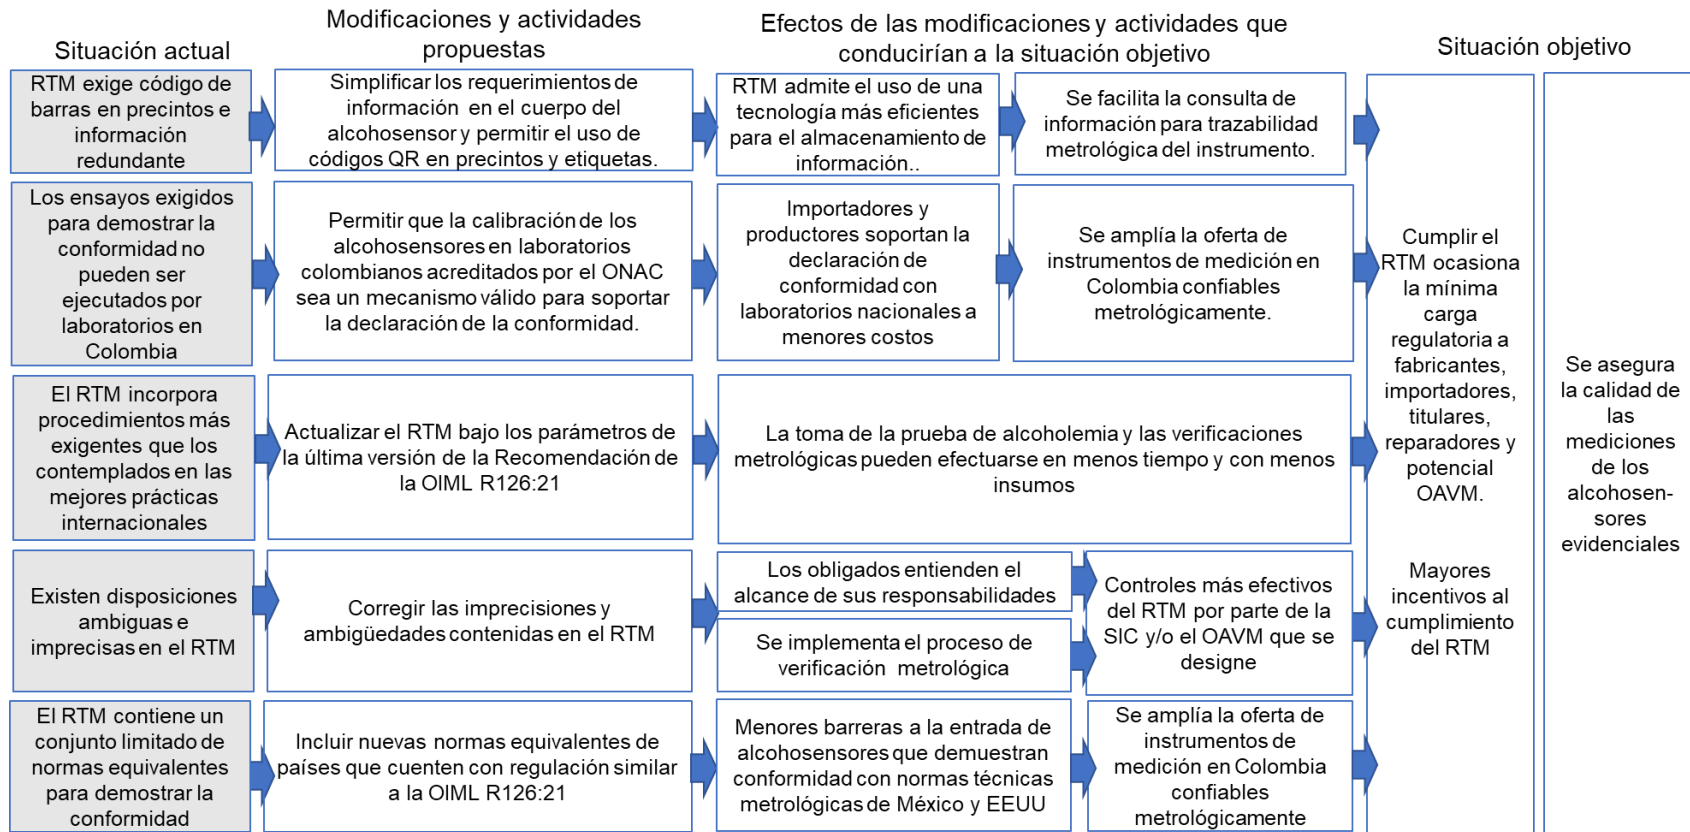 Situación actual
Modificaciones y actividades
propuestas
Efectos de las modificaciones y actividades que
conducirían a la situación objetivo
Situación objetivo
RTM exige código de
barras en precintos e
información
redundante
Simplificar los requerimientos de
información en el cuerpo del
alcohosensor y permitir el uso de
códigos QR en precintos y etiquetas.
RTM admite el uso de una
tecnología más eficientes
para el almacenamiento de
información..
Se facilita la consulta de
información para trazabilidad
metrológica del instrumento.
Los ensayos exigidos
para demostrar la
conformidad no
pueden ser
ejecutados por
laboratorios en
Colombia
Permitir que la calibración de los
alcohosensores en laboratorios
colombianos acreditados por el ONAC
sea un mecanismo válido para soportar
la declaración de la conformidad.
Importadores y
productores soportan la
declaración de
conformidad con
laboratorios nacionales a
menores costos
Se amplía la oferta de
instrumentos de medición en
Colombia confiables
metrológicamente.
El RTM incorpora
procedimientos más
exigentes que los
contemplados en las
mejores prácticas
internacionales
Actualizar el RTM bajo los parámetros de
la última versión de la Recomendación de
la OIML R126:21
La toma de la prueba de alcoholemia y las verificaciones
metrológicas pueden efectuarse en menos tiempo y con menos
insumos
Existen disposiciones
ambiguas e
imprecisas en el RTM
Corregir las imprecisiones y
ambigüedades contenidas en el RTM
Los obligados entienden el
alcance de sus responsabilidades
Se implementa el proceso de
verificación metrológica
Controles más efectivos
del RTM por parte de la
SIC y/o el OAVM que se
designe
El RTM contiene un
conjunto limitado de
normas equivalentes
para demostrar la
conformidad
Incluir nuevas normas equivalentes de
países que cuenten con regulación similar
a la OIML R126:21
Menores barreras a la entrada de
alcohosensores que demuestran
conformidad con normas técnicas
metrológicas de México y EEUU
Se amplía la oferta de
instrumentos de
medición en Colombia
confiables
metrológicamente
Cumplir el
RTM ocasiona
la mínima
carga
regulatoria a
fabricantes,
importadores,
titulares,
reparadores y
potencial
OAVM.
Mayores
incentivos al
cumplimiento
del RTM
Se asegura
la calidad de
las
mediciones
de los
alcohosen-
sores
evidenciales